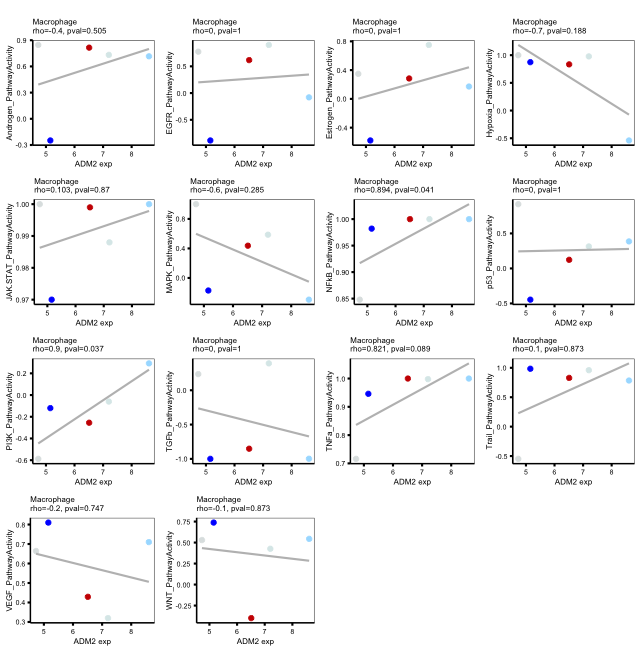 Macrophage
rho=-0.4, pval=0.505
Androgen_PathwayActivity
0.9
0.6
0.3
0.0
-0.3
5 6 7 8
ADM2 exp
Macrophage
rho=0, pval=1
EGFR_PathwayActivity
0.5
0.0
-0.5
5 6 7 8
ADM2 exp
Macrophage
rho=0, pval=1
Estrogen_PathwayActivity
0.8
0.4
0.0
-0.4
5 6 7 8
ADM2 exp
Macrophage
rho=-0.7, pval=0.188
Hypoxia_PathwayActivity
1.0
0.5
0.0
-0.5
5 6 7 8
ADM2 exp
Macrophage
rho=0.103, pval=0.87
JAK.STAT_PathwayActivity
1.00
0.99
0.98
0.97
5 6 7 8
ADM2 exp
Macrophage
rho=-0.6, pval=0.285
MAPK_PathwayActivity
0.8
0.4
0.0
5 6 7 8
ADM2 exp
Macrophage
rho=0.894, pval=0.041
NFkB_PathwayActivity
1.00
0.95
0.90
0.85
5 6 7 8
ADM2 exp
Macrophage
rho=0, pval=1
p53_PathwayActivity
0.5
0.0
-0.5
5 6 7 8
ADM2 exp
Macrophage
rho=0.9, pval=0.037
PI3K_PathwayActivity
0.2
0.0
-0.2
-0.4
-0.6
5 6 7 8
ADM2 exp
Macrophage
rho=0, pval=1
TGFb_PathwayActivity
0.0
-0.5
-1.0
5 6 7 8
ADM2 exp
Macrophage
rho=0.821, pval=0.089
TNFa_PathwayActivity
1.0
0.9
0.8
0.7
5 6 7 8
ADM2 exp
Macrophage
rho=0.1, pval=0.873
Trail_PathwayActivity
1.0
0.5
0.0
-0.5
5 6 7 8
ADM2 exp
Macrophage
rho=-0.2, pval=0.747
VEGF_PathwayActivity
0.8
0.7
0.6
0.5
0.4
0.3
5 6 7 8
ADM2 exp
Macrophage
rho=-0.1, pval=0.873
WNT_PathwayActivity
0.75
0.50
0.25
0.00
-0.25
5 6 7 8
ADM2 exp